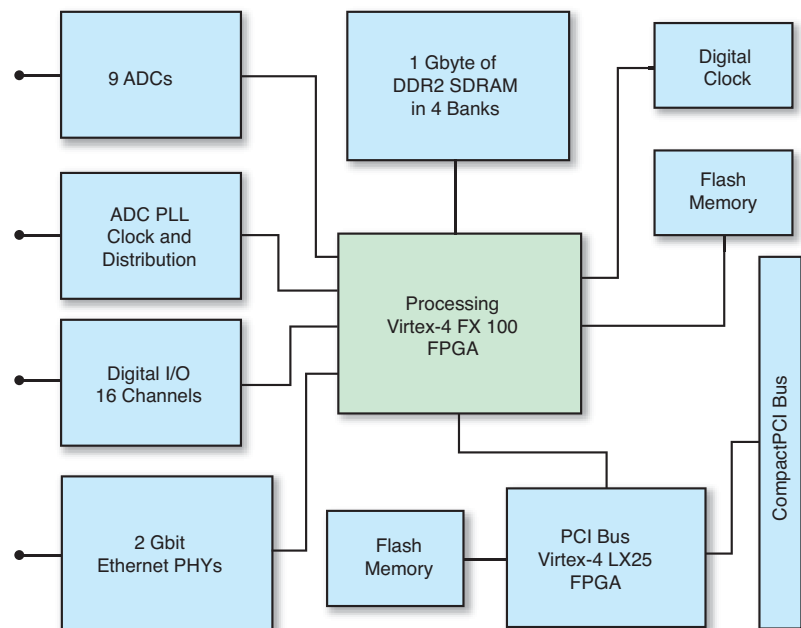 9 ADCs
1 Gbyte of
DDR2 SDRAM
in 4 Banks
Digital
Clock
ADC PLL
Clock and
Distribution
Flash
Memory
Processing
Virtex-4 FX 100
FPGA
Digital I/O
16 Channels
CompactPCI Bus
2 Gbit
Ethernet PHYs
Flash
Memory
PCI Bus
Virtex-4 LX25
FPGA